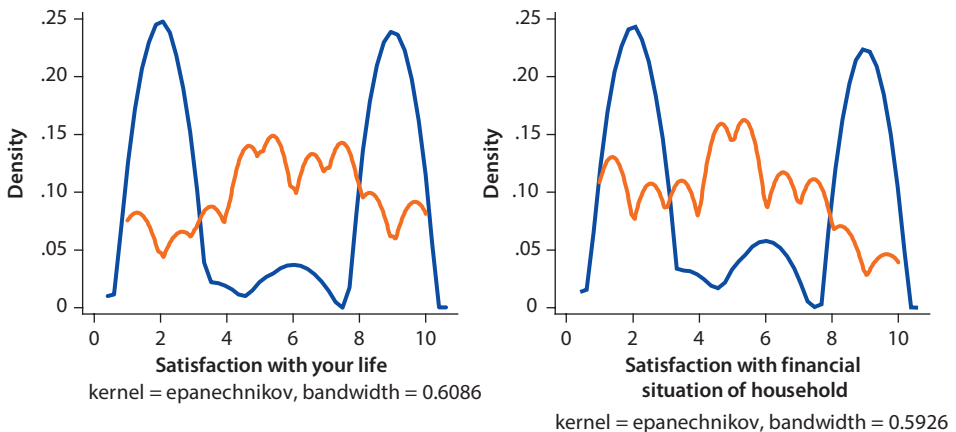 .25
.20
.15
.10
.05
0
Density
0 2 4 6 8 10
Satisfaction with your life
kernel = epanechnikov, bandwidth = 0.6086
.25
.20
.15
.10
.05
0
Density
0 2 4 6 8 10
Satisfaction with financial
situation of household
kernel = epanechnikov, bandwidth = 0.5926